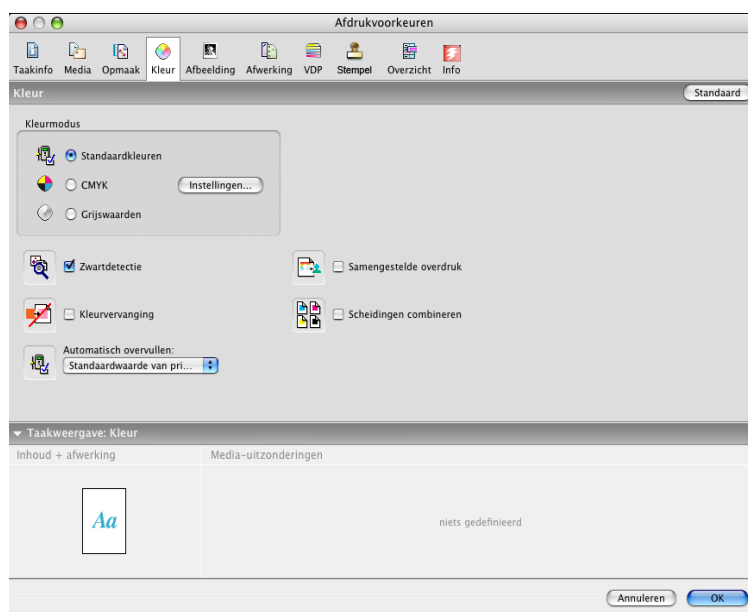 Afdrukvoorkeuren
Taakinfo Media Opmaak Kleur Afbeelding Afwerking VDP Stempel Overzicht Info
Kleur Standaard
Kleurmodus
Standaardkleuren
CMYK Instellingen...
Grijswaarden
Zwartdetectie Samengestelde overdruk
Kleurvervanging Scheidingen combineren
Automatisch overvullen:
Standaardwaarde van pri...
Taakweergave: Kleur
Inhoud + afwerking Media-uitzonderingen
Aa
niets gedefinieerd
Annuleren OK